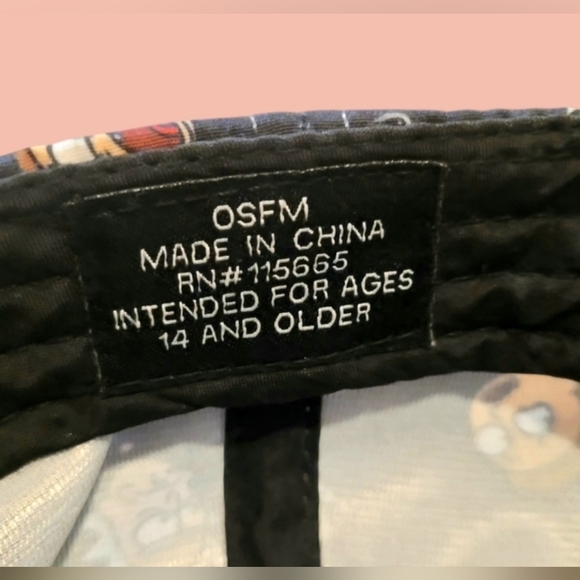 OSFM
MADE IN CHINA
RN#115665
INTENDED FOR AGES
14 AND OLDER